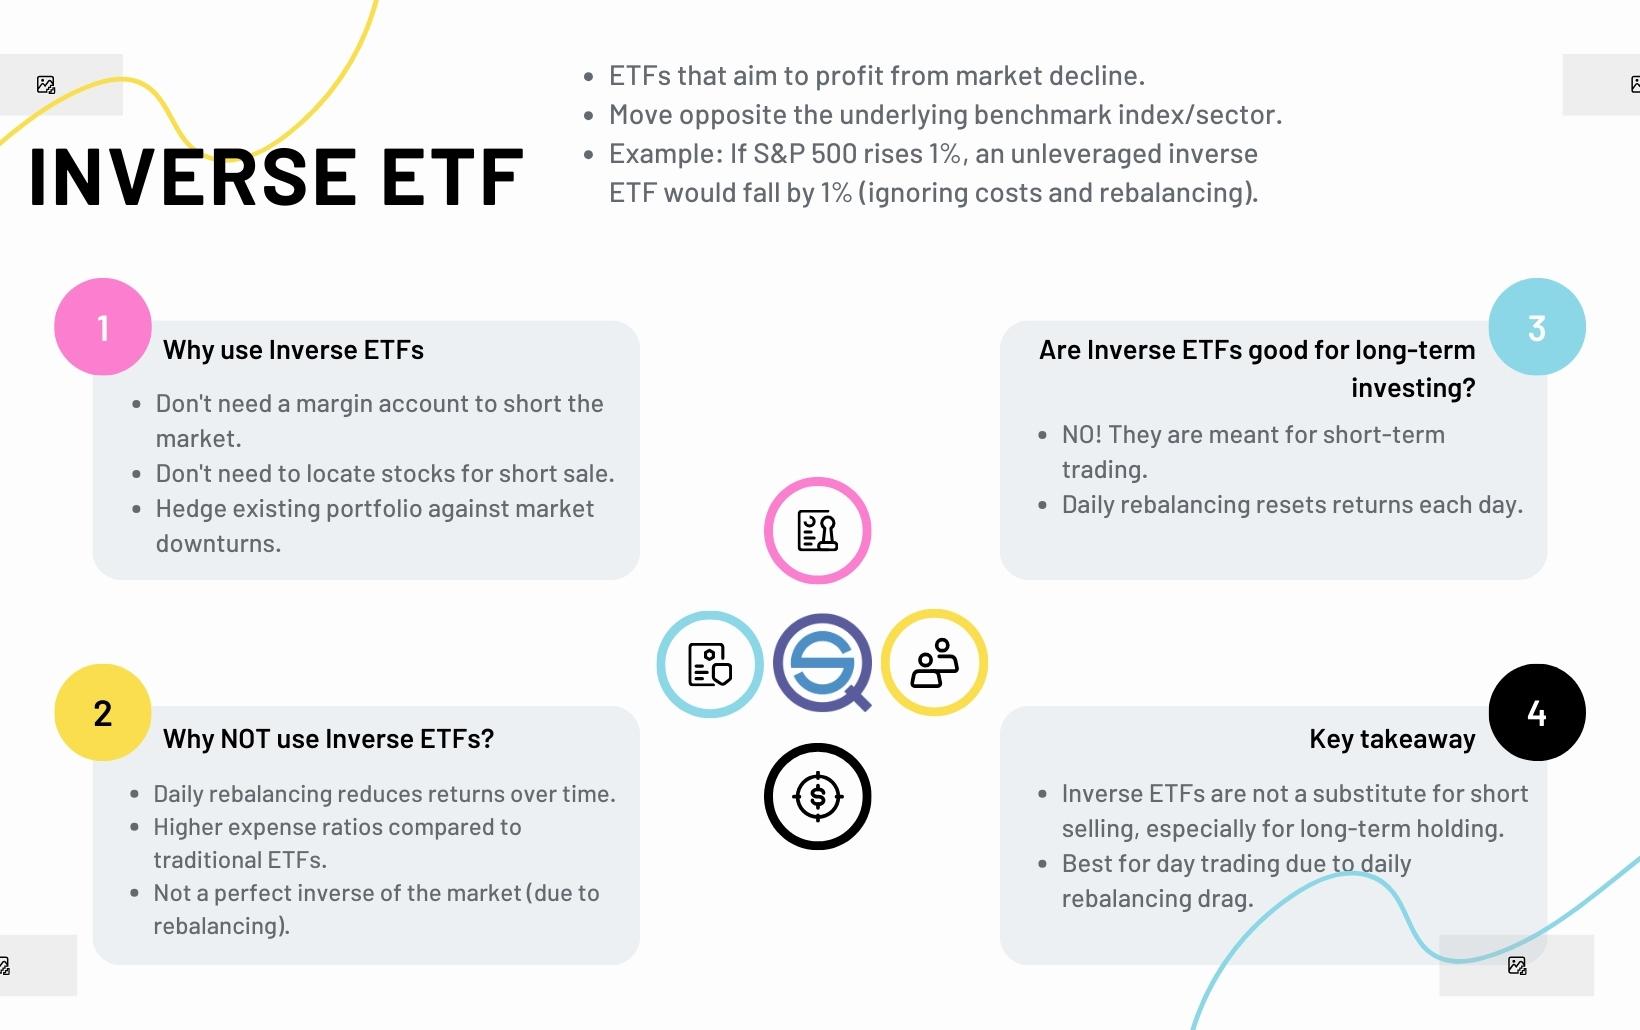 INVERSE ETF
• ETFs that aim to profit from market decline.
• Move opposite the underlying benchmark index/sector.
• Example: If S&P 500 rises 1%, an unleveraged inverse
ETF would fall by 1% (ignoring costs and rebalancing).
1
Why use Inverse ETFs
• Don't need a margin account to short the
market.
• Don't need to locate stocks for short sale.
• Hedge existing portfolio against market
downturns.
2
Why NOT use Inverse ETFs?
• Daily rebalancing reduces returns over time.
• Higher expense ratios compared to
traditional ETFs.
• Not a perfect inverse of the market (due to
rebalancing).
3
Are Inverse ETFs good for long-term
investing?
• NO! They are meant for short-term
trading.
• Daily rebalancing resets returns each day.
4
Key takeaway
• Inverse ETFs are not a substitute for short
selling, especially for long-term holding.
• Best for day trading due to daily
rebalancing drag.
$